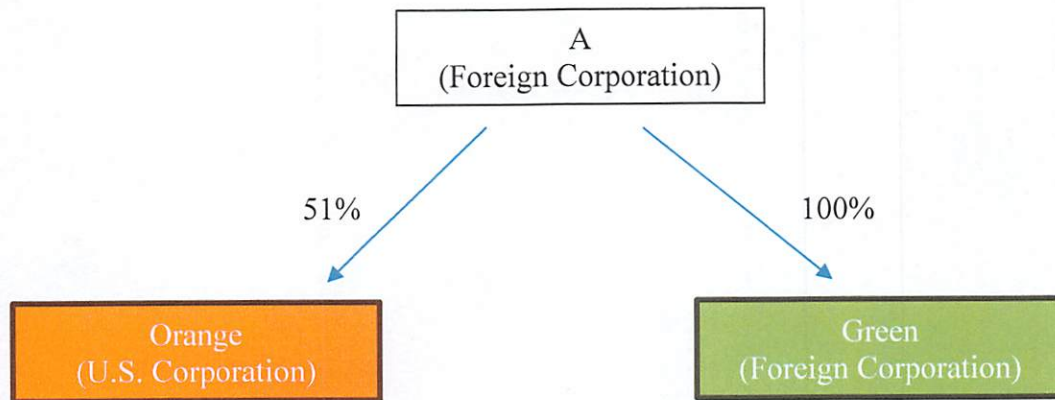 A
(Foreign Corporation)
51%
100%
Orange
(U.S. Corporation)
Green
(Foreign Corporation)